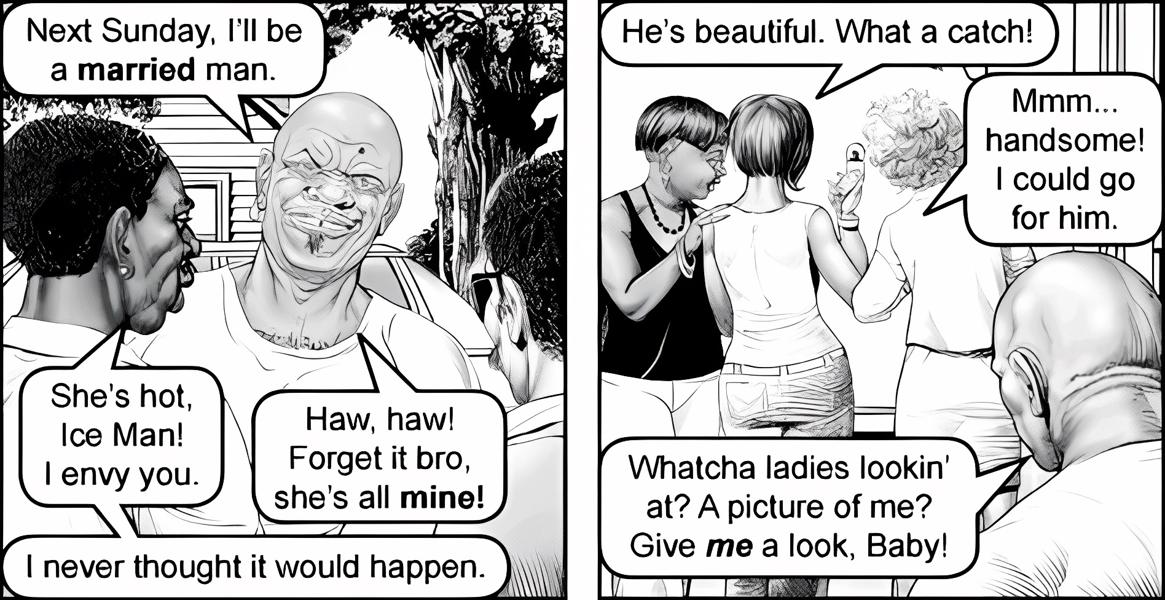 Next Sunday, I'll be
a married man.
She's hot,
Ice Man!
I envy you.
Haw, haw!
Forget it bro,
she's all mine!
I never thought it would happen.
He's beautiful. What a catch!
Mmm...
handsome!
I could go
for him.
Whatcha ladies lookin'
at? A picture of me?
Give me a look, Baby!